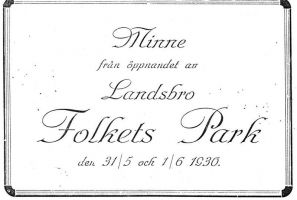 Minne
från öppnandet av
Landsbro
Folkets Park
den 31/5 och 1/6 1930.